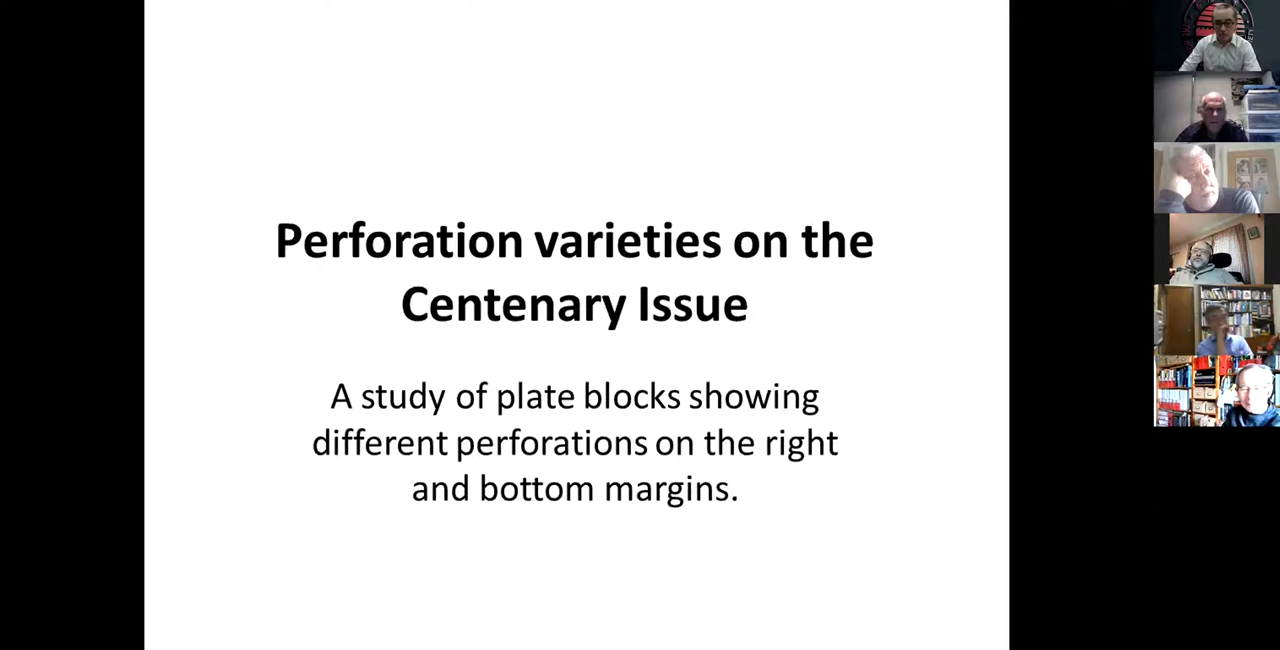 Perforation varieties on the
Centenary Issue
A study of plate blocks showing
different perforations on the right
and bottom margins.